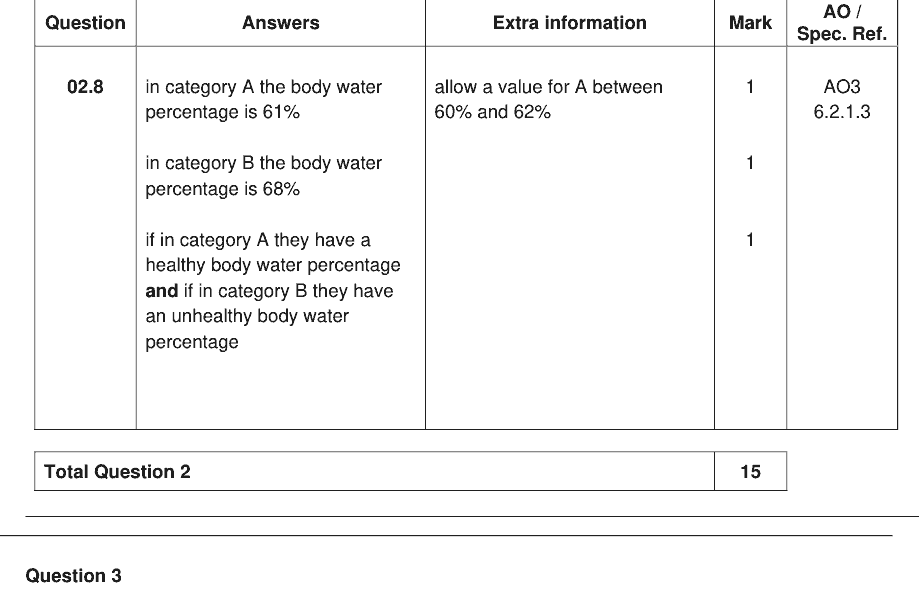 Question Answers Extra information Mark AO /
Spec. Ref.
02.8 in category A the body water allow a value for A between 1 AO3
percentage is 61% 60% and 62% 6.2.1.3
in category B the body water 1
percentage is 68%
if in category A they have a 1
healthy body water percentage
and if in category B they have
an unhealthy body water
percentage
Total Question 2 15
Question 3